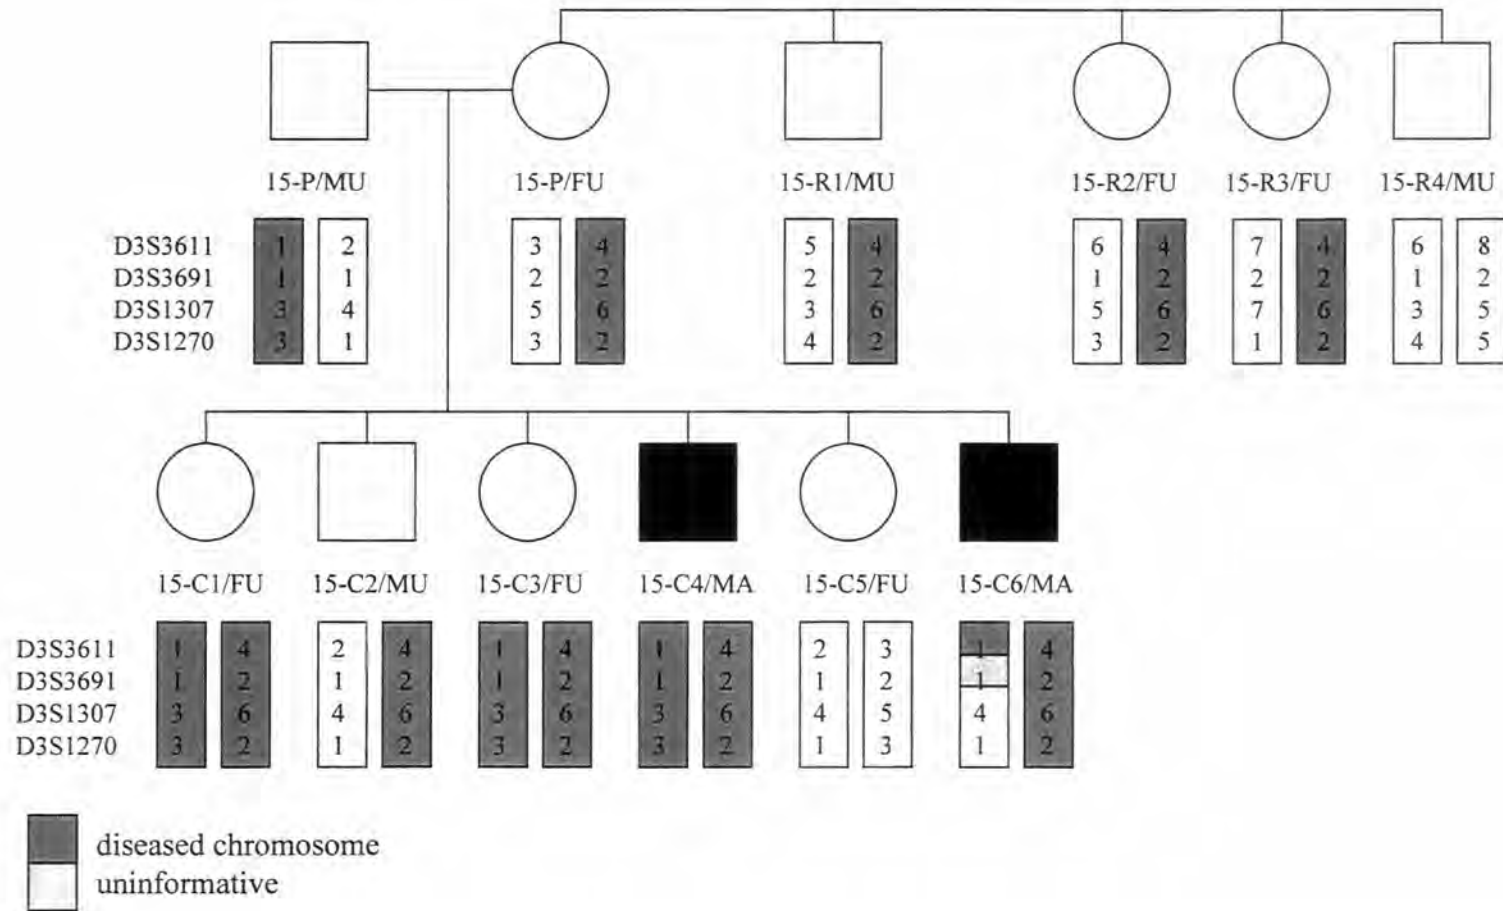 15-P/MU 15-P/FU 15-R1/MU 15-R2/FU 15-R3/FU 15-R4/MU
D3S3611 1 2 3 4 5 4 6 4 7 4 6 8
D3S3691 1 1 2 2 2 2 1 2 2 2 1 2
D3S1307 3 4 5 6 3 6 5 6 7 6 3 5
D3S1270 3 1 3 2 4 2 3 2 1 2 4 5
15-C1/FU 15-C2/MU 15-C3/FU 15-C4/MA 15-C5/FU 15-C6/MA
D3S3611 1 4 2 4 1 4 1 4 2 3 1 4
D3S3691 1 2 1 2 1 2 1 2 1 2 1 2
D3S1307 3 6 4 6 3 6 3 6 4 5 4 6
D3S1270 3 2 1 2 3 2 3 2 1 3 1 2
diseased chromosome
uninformative